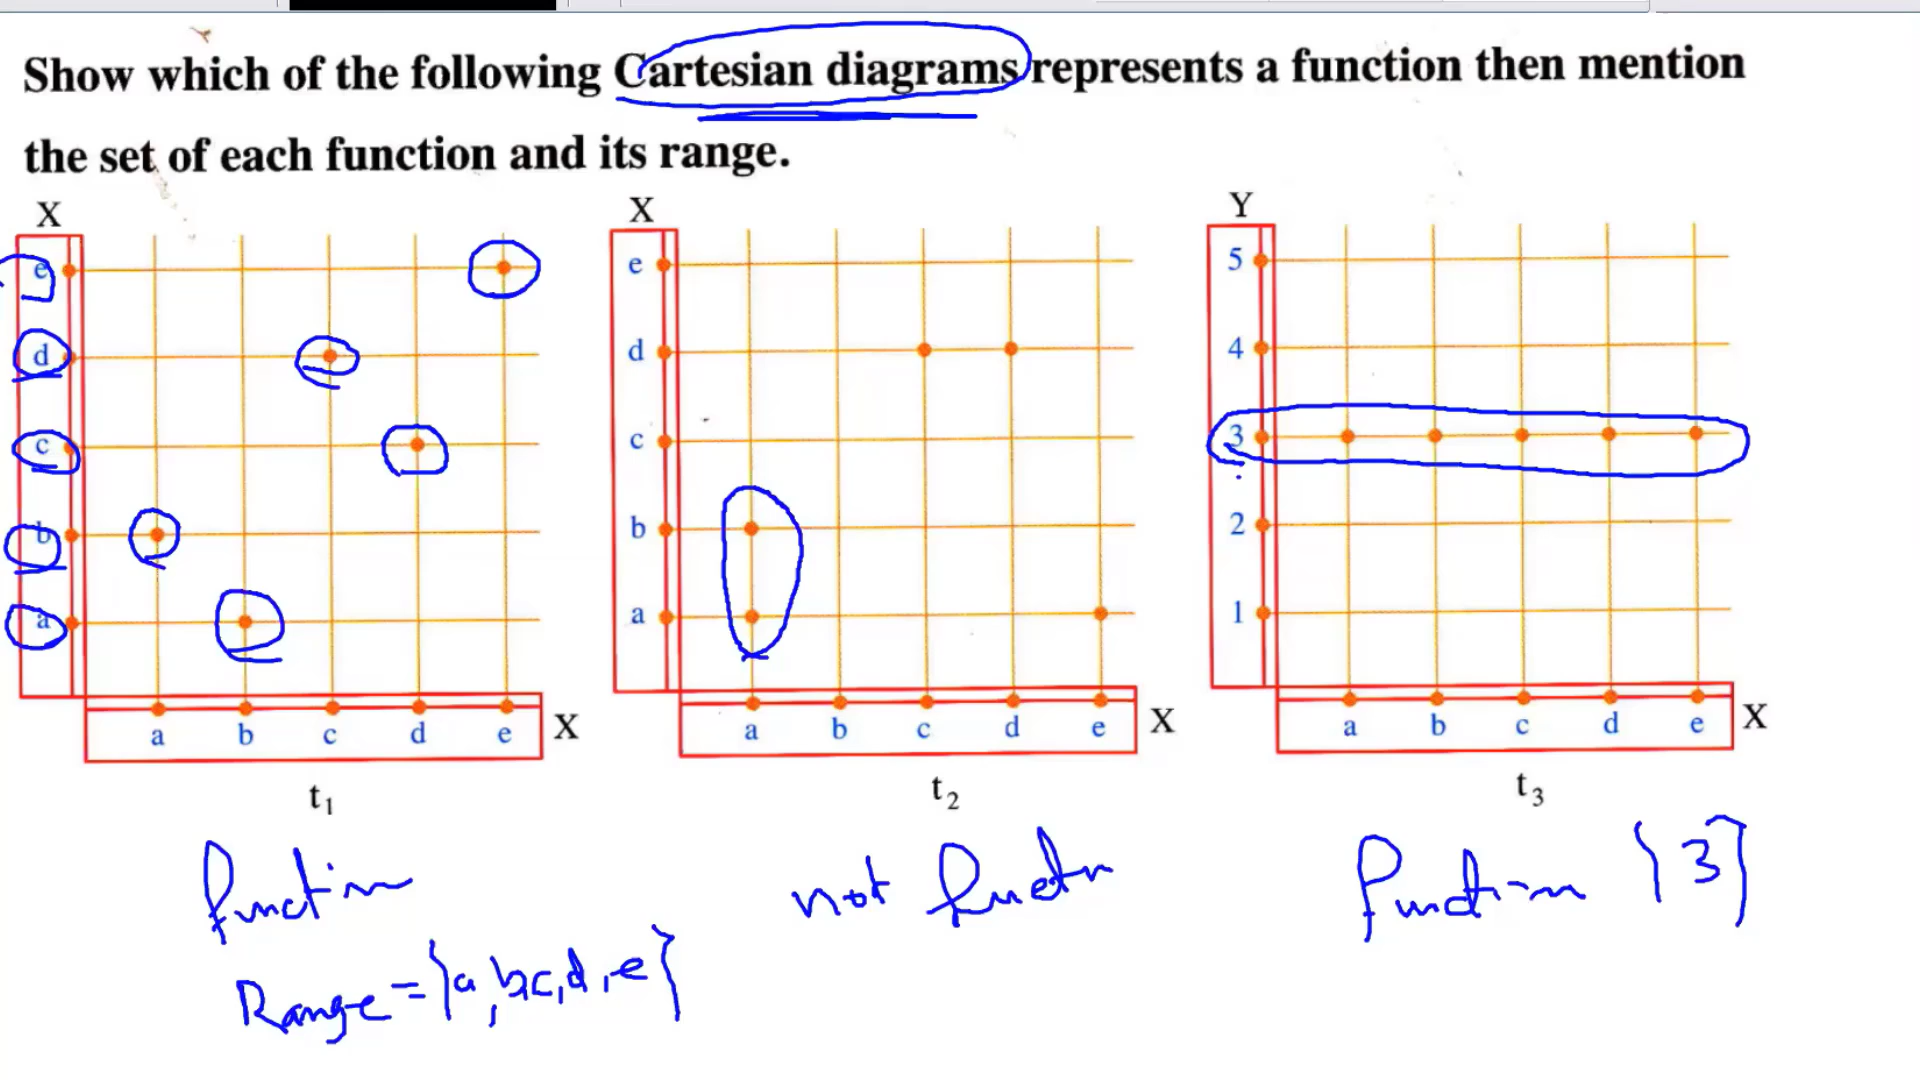 Show which of the following Cartesian diagrams represents a function then mention
the set of each function and its range.
X
e
d
c
b
a
a b c d e X
t1
X
e
d
c
b
a
a b c d e X
t2
Y
5
4
3
2
1
a b c d e X
t3
function
Range = {a, b, c, d, e}
not function
function {3}